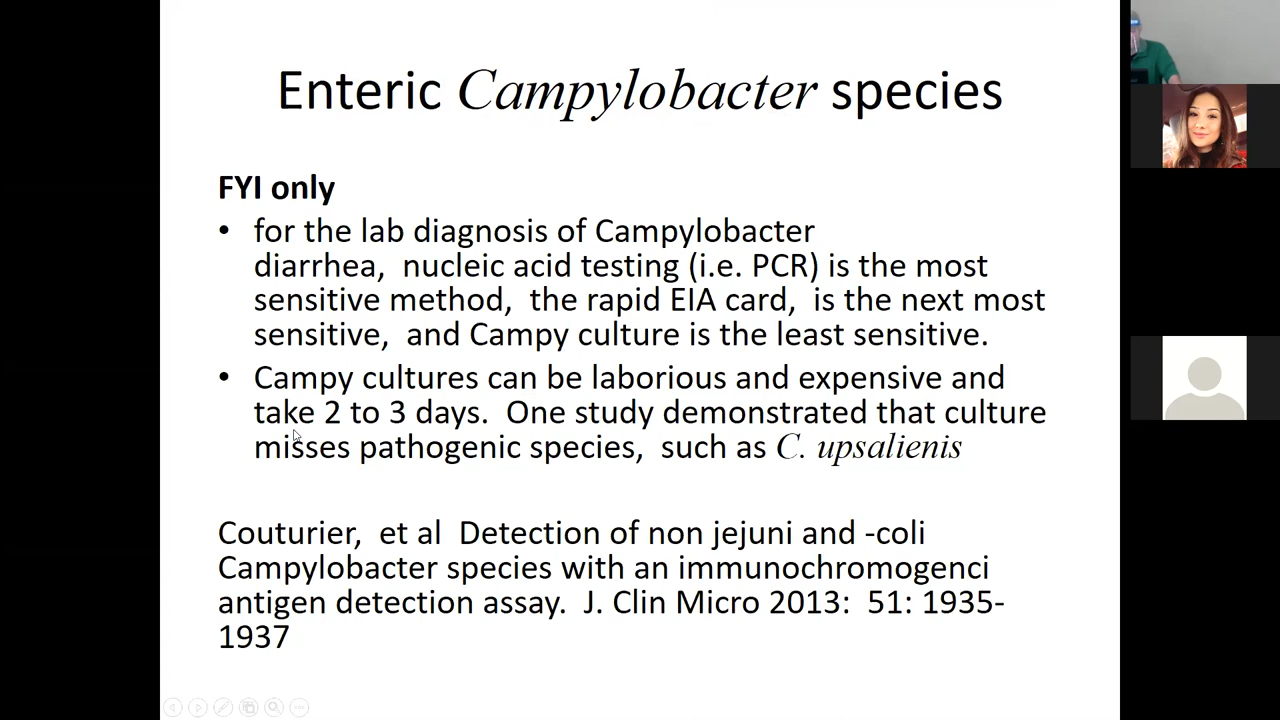 Enteric Campylobacter species
FYI only
• for the lab diagnosis of Campylobacter
diarrhea,  nucleic acid testing (i.e. PCR) is the most
sensitive method,  the rapid EIA card,  is the next most
sensitive,  and Campy culture is the least sensitive.
• Campy cultures can be laborious and expensive and
take 2 to 3 days.  One study demonstrated that culture
misses pathogenic species,  such as C. upsalienis
Couturier,  et al  Detection of non jejuni and -coli
Campylobacter species with an immunochromogenci
antigen detection assay.  J. Clin Micro 2013:  51: 1935-
1937